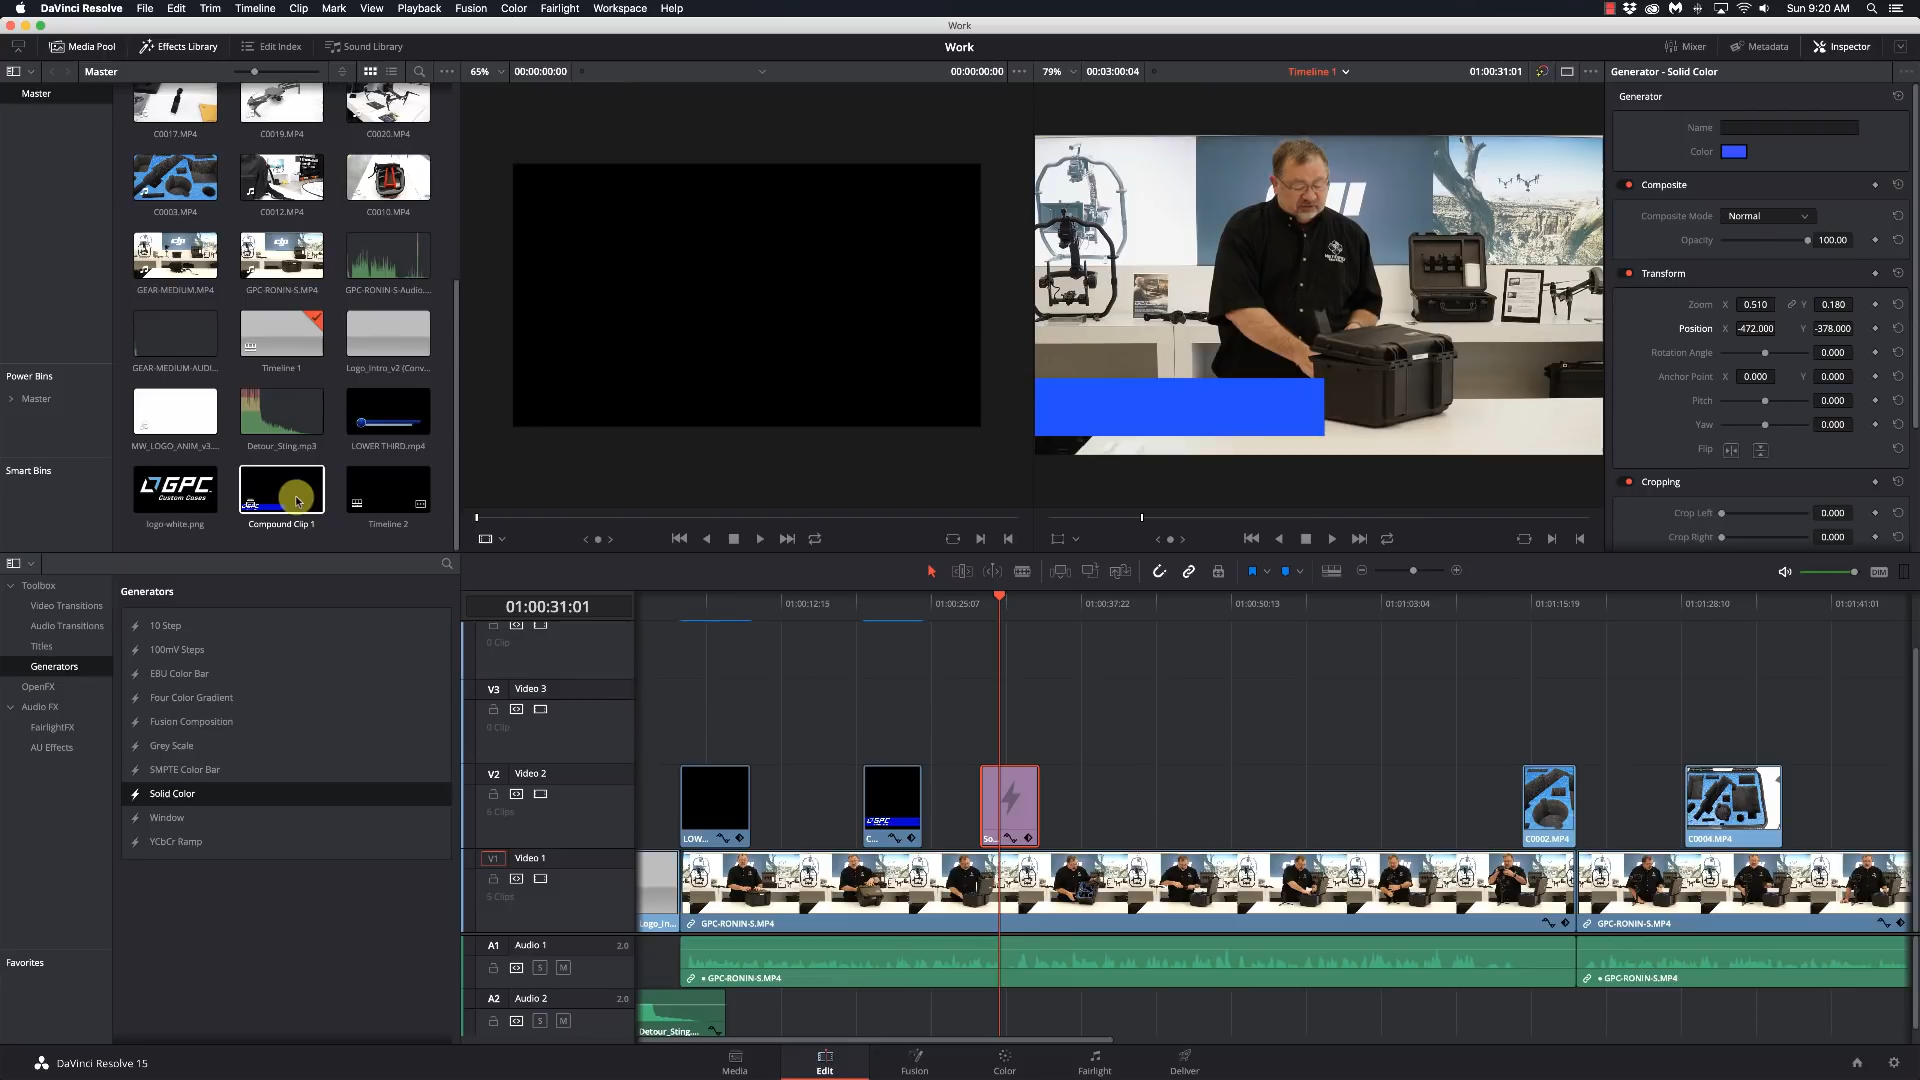 DaVinci Resolve File Edit Trim Timeline Clip Mark View Playback Fusion Color Fairlight Workspace Help Sun 9:20 AM
Work
Media Pool Effects Library Edit Index Sound Library Work Mixer Metadata Inspector
Master 65% 00:00:00:00 00:00:00:00 79% 00:03:00:04 Timeline 1 01:00:31:01 Generator - Solid Color
Master
Generator
Name
Color
C0017.MP4 C0019.MP4 C0020.MP4
Composite
C0003.MP4 C0012.MP4 C0010.MP4
Composite Mode Normal
Opacity 100.00
Transform
GEAR-MEDIUM.MP4 GPC-RONIN-S.MP4 GPC-RONIN-S-Audio....
Zoom X 0.510 Y 0.180
Position X -472.000 Y -378.000
Rotation Angle 0.000
GEAR-MEDIUM-AUDI... Timeline 1 Logo_Intro_v2 (Conv...
Anchor Point X 0.000 Y 0.000
Power Bins
Master
Pitch 0.000
Yaw 0.000
MW_LOGO_ANIM_v3.... Detour_Sting.mp3 LOWER THIRD.mp4
Flip
Smart Bins
Cropping
GPC
Custom Cases
Crop Left 0.000
logo-white.png Compound Clip 1 Timeline 2
Crop Right 0.000
Toolbox
Video Transitions
Audio Transitions
Titles
Generators
OpenFX
Audio FX
FairlightFX
AU Effects
Favorites
Generators
10 Step
100mV Steps
EBU Color Bar
Four Color Gradient
Fusion Composition
Grey Scale
SMPTE Color Bar
Solid Color
Window
YCbCr Ramp
DIM
01:00:31:01 01:00:12:15 01:00:25:07 01:00:37:22 01:00:50:13 01:01:03:04 01:01:15:19 01:01:28:10 01:01:41:01
0 Clip
V3 Video 3
0 Clip
V2 Video 2
6 Clips
LOW... C... So... C0002.MP4 C0004.MP4
V1 Video 1
5 Clips
Logo_In... GPC-RONIN-S.MP4 GPC-RONIN-S.MP4
A1 Audio 1 2.0
S M
GPC-RONIN-S.MP4 GPC-RONIN-S.MP4
A2 Audio 2 2.0
S M
Detour_Sting....
DaVinci Resolve 15 Media Edit Fusion Color Fairlight Deliver